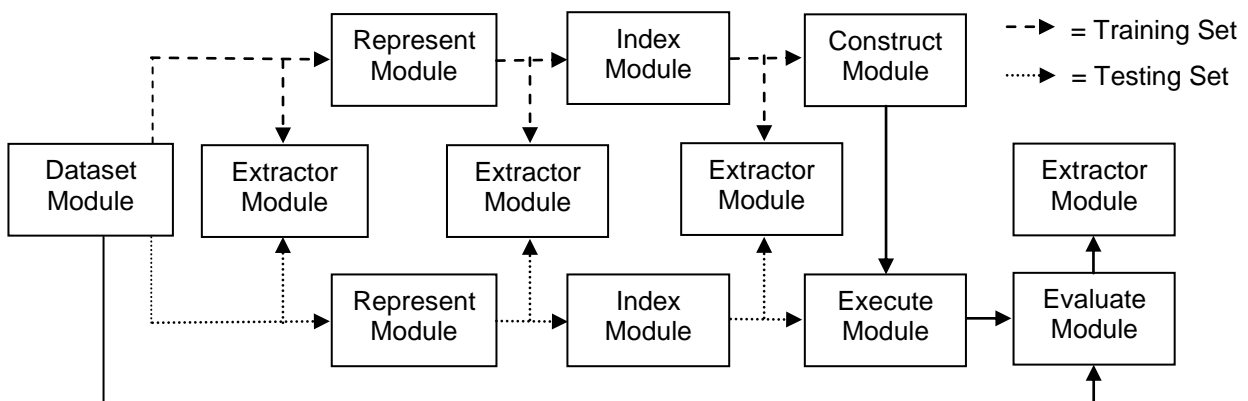 Represent
Module
Index
Module
Construct
Module
= Training Set
= Testing Set
Dataset
Module
Extractor
Module
Extractor
Module
Extractor
Module
Extractor
Module
Represent
Module
Index
Module
Execute
Module
Evaluate
Module